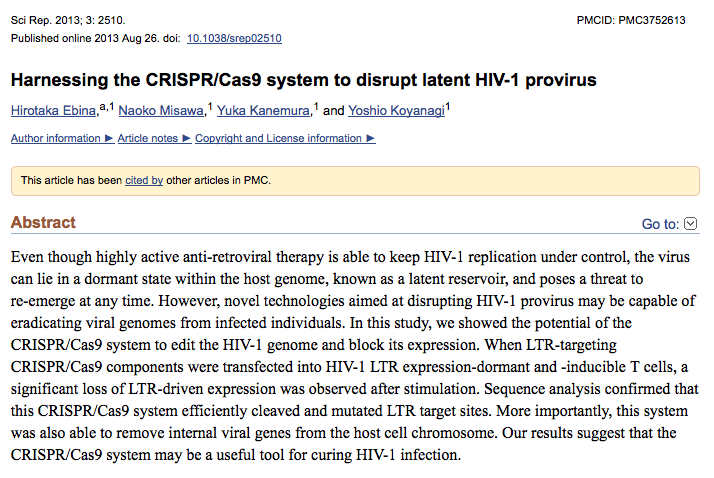 Sci Rep. 2013; 3: 2510.
PMCID: PMC3752613
Published online 2013 Aug 26. doi: 10.1038/srep02510
Harnessing the CRISPR/Cas9 system to disrupt latent HIV-1 provirus
Hirotaka Ebina,a,1 Naoko Misawa,1 Yuka Kanemura,1 and Yoshio Koyanagi1
Author information ► Article notes ► Copyright and License information ►
This article has been cited by other articles in PMC.
Abstract
Go to:
Even though highly active anti-retroviral therapy is able to keep HIV-1 replication under control, the virus
can lie in a dormant state within the host genome, known as a latent reservoir, and poses a threat to
re-emerge at any time. However, novel technologies aimed at disrupting HIV-1 provirus may be capable of
eradicating viral genomes from infected individuals. In this study, we showed the potential of the
CRISPR/Cas9 system to edit the HIV-1 genome and block its expression. When LTR-targeting
CRISPR/Cas9 components were transfected into HIV-1 LTR expression-dormant and -inducible T cells, a
significant loss of LTR-driven expression was observed after stimulation. Sequence analysis confirmed that
this CRISPR/Cas9 system efficiently cleaved and mutated LTR target sites. More importantly, this system
was also able to remove internal viral genes from the host cell chromosome. Our results suggest that the
CRISPR/Cas9 system may be a useful tool for curing HIV-1 infection.